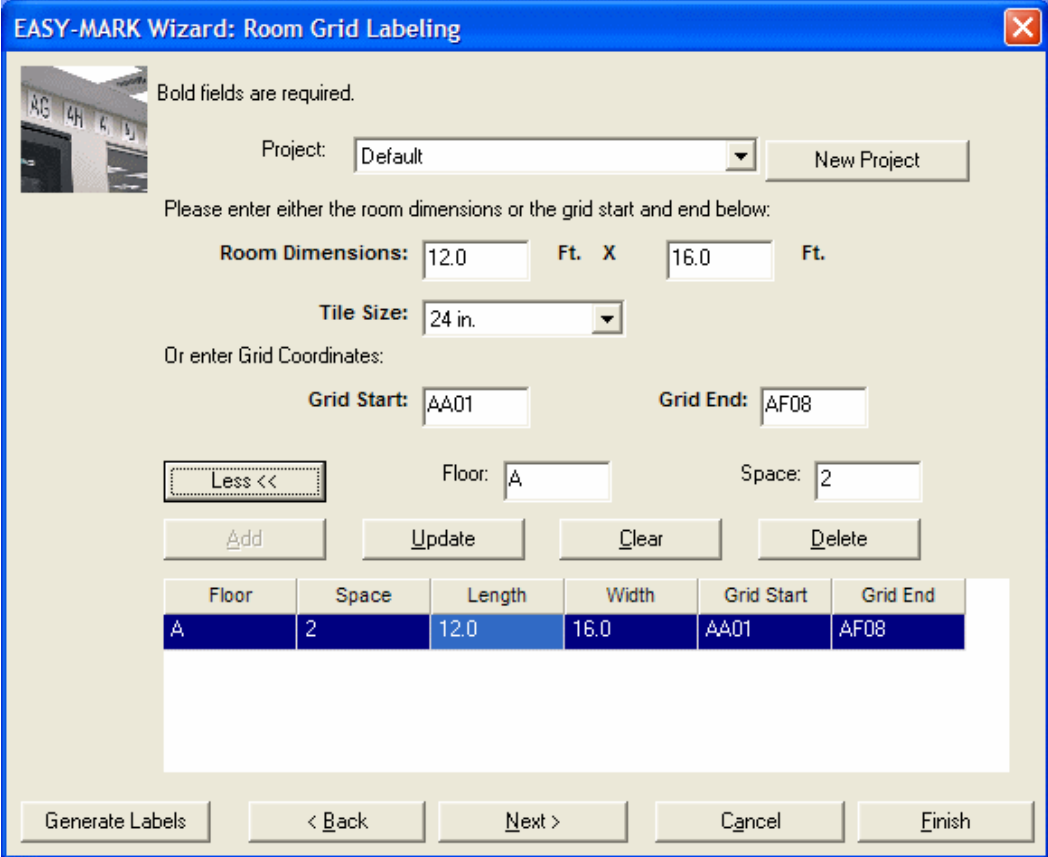 EASY-MARK Wizard: Room Grid Labeling
AG AH
Bold fields are required.
Project: Default New Project
Please enter either the room dimensions or the grid start and end below:
Room Dimensions: 12.0 Ft. X 16.0 Ft.
Tile Size: 24 in.
Or enter Grid Coordinates:
Grid Start: AA01 Grid End: AF08
Less << Floor: A Space: 2
Add Update Clear Delete
Floor Space Length Width Grid Start Grid End
A 2 12.0 16.0 AA01 AF08
Generate Labels < Back Next > Cancel Finish